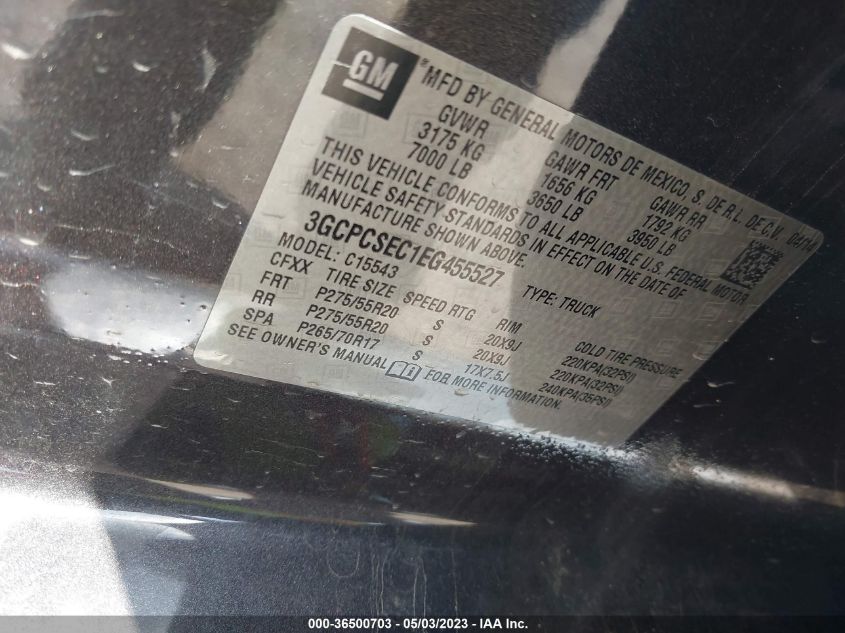 GM
®MFD BY GENERAL MOTORS DE MEXICO, S. DE R.L. DE C.V. 04/14
GVWR GAWR FRT GAWR RR
3175 KG 1656 KG 1792 KG
7000 LB 3650 LB 3950 LB
THIS VEHICLE CONFORMS TO ALL APPLICABLE U.S. FEDERAL MOTOR
VEHICLE SAFETY STANDARDS IN EFFECT ON THE DATE OF
MANUFACTURE SHOWN ABOVE.
3GCPCSEC1EG455527 TYPE: TRUCK
MODEL: C15543
CFXX TIRE SIZE SPEED RTG RIM COLD TIRE PRESSURE
FRT P275/55R20 S 20X9J 220KPA(32PSI)
RR P275/55R20 S 20X9J 220KPA(32PSI)
SPA P265/70R17 S 17X7.5J 240KPA(35PSI)
SEE OWNER'S MANUAL FOR MORE INFORMATION.
000-36500703 - 05/03/2023 - IAA Inc.